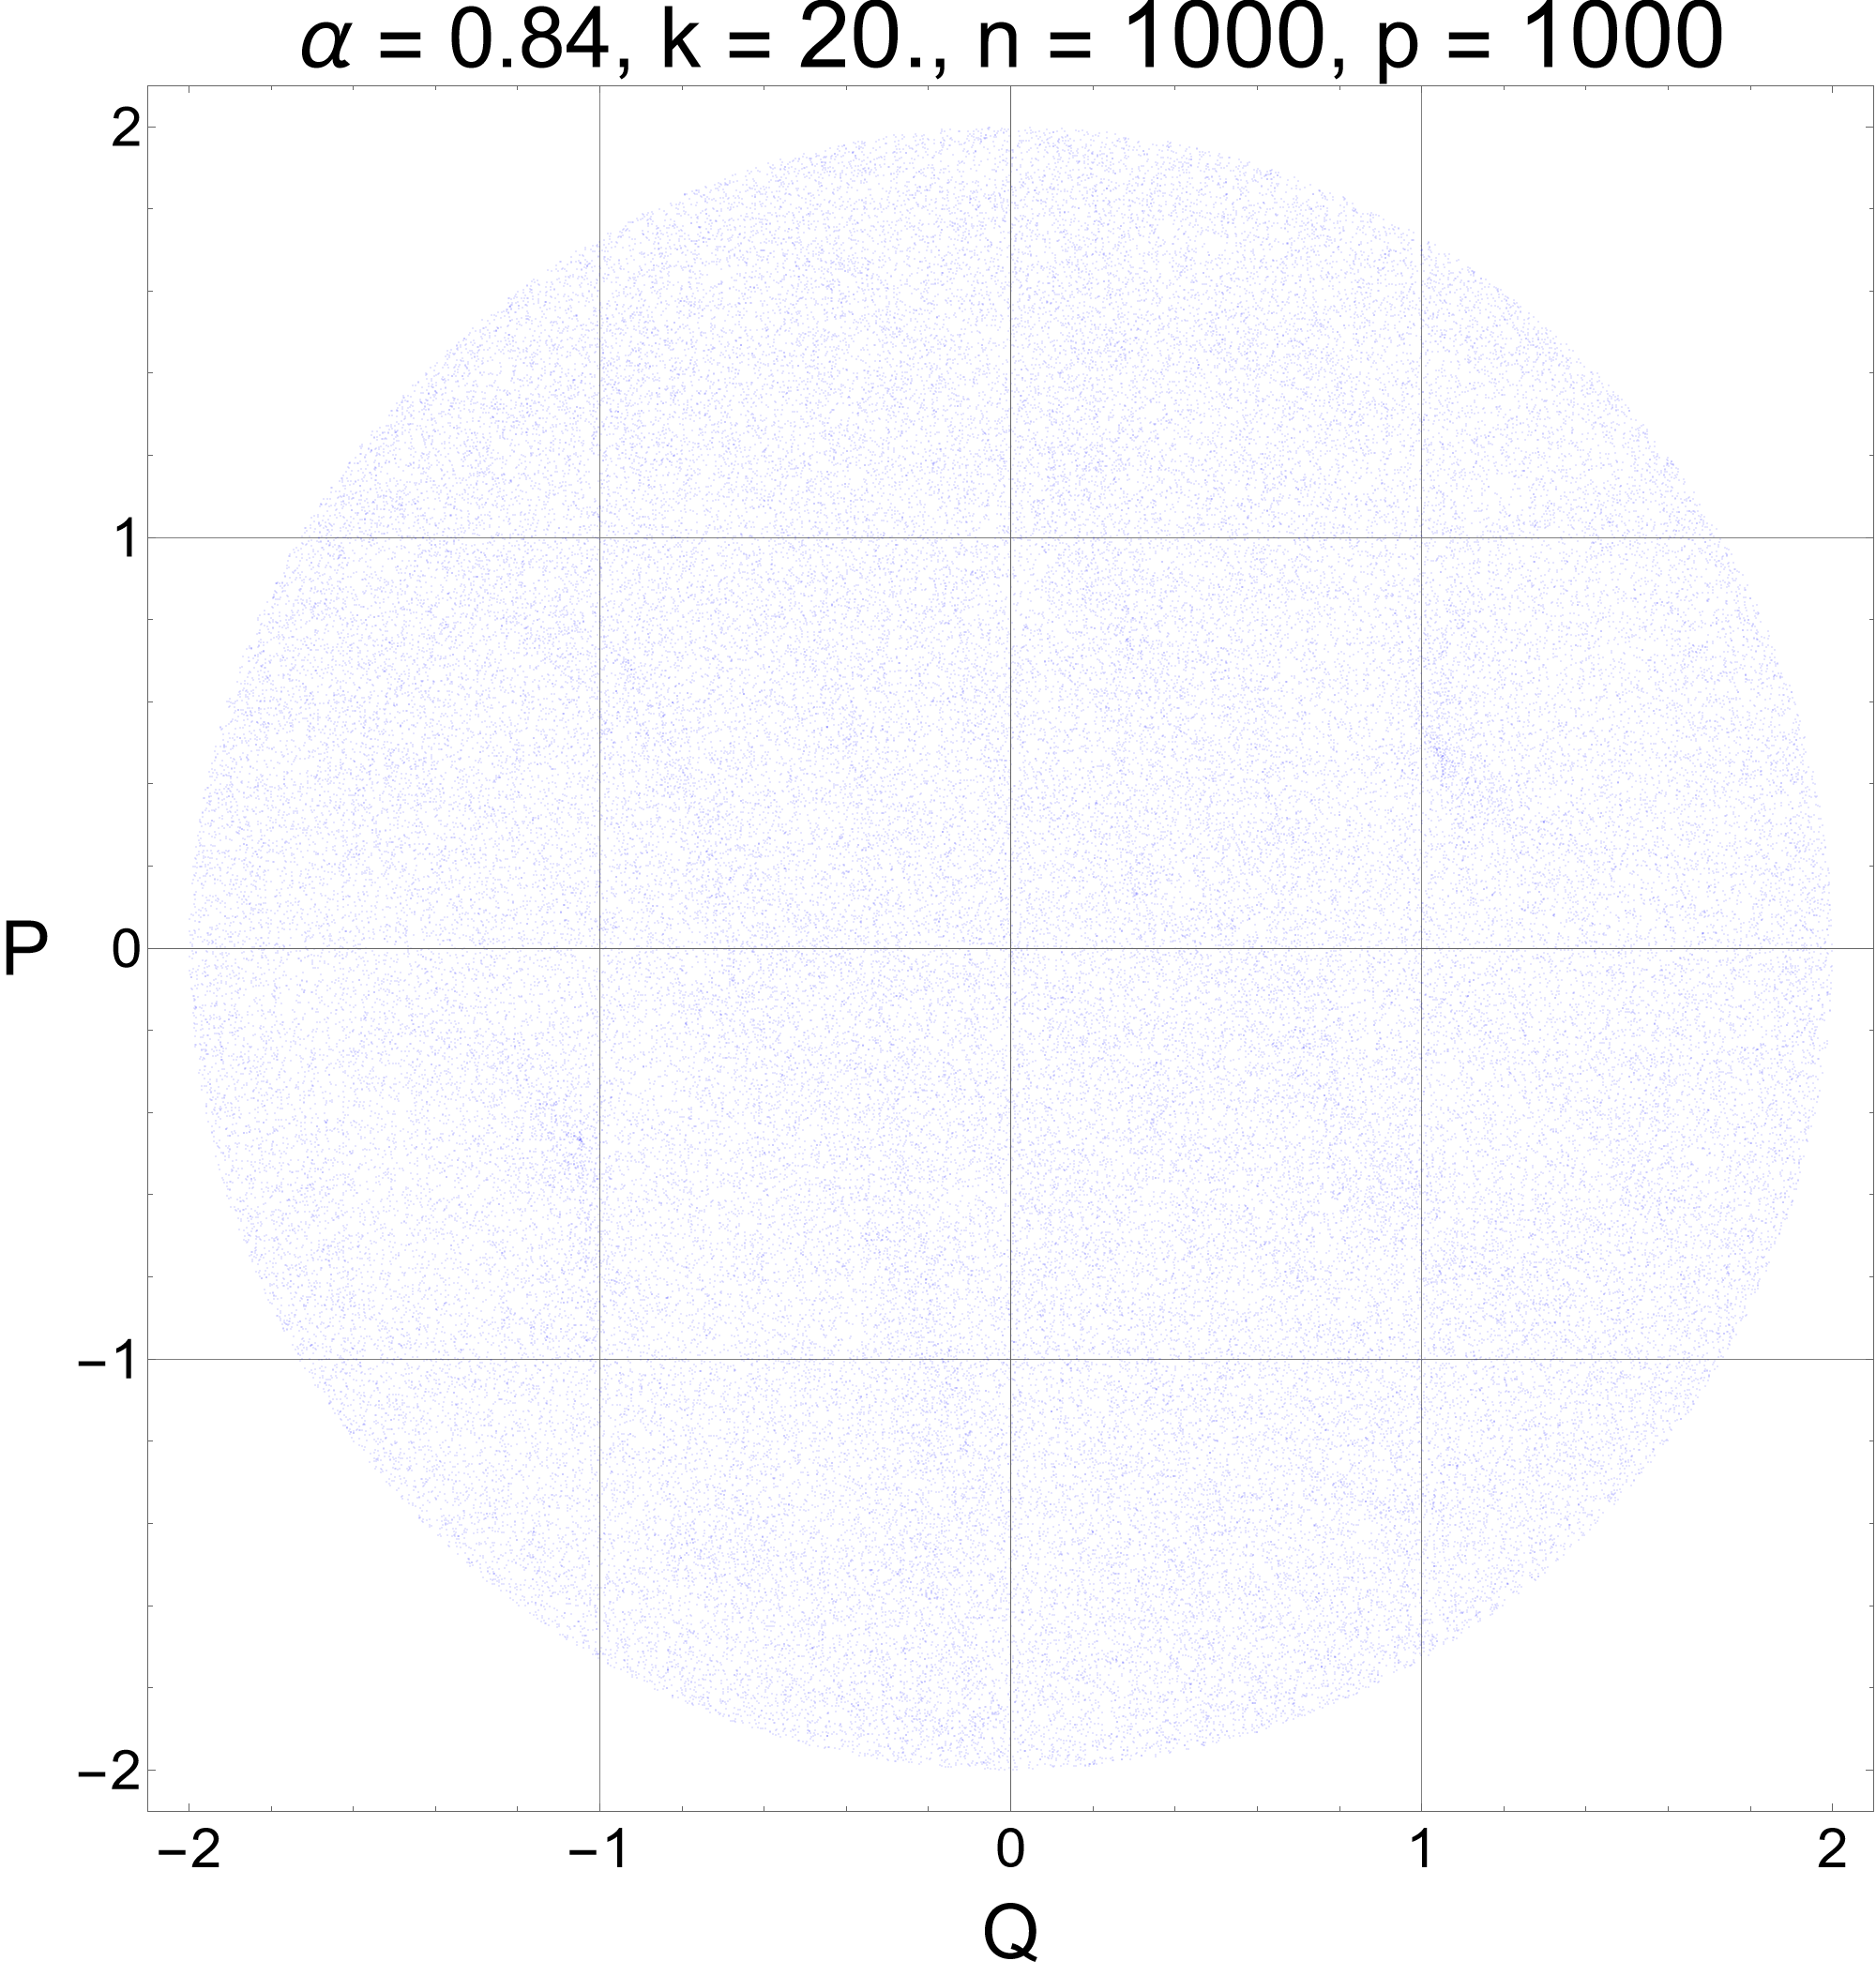 α = 0.84, k = 20., n = 1000, p = 1000
2
1
P
0
−1
−2
−2 −1 0 1 2
Q